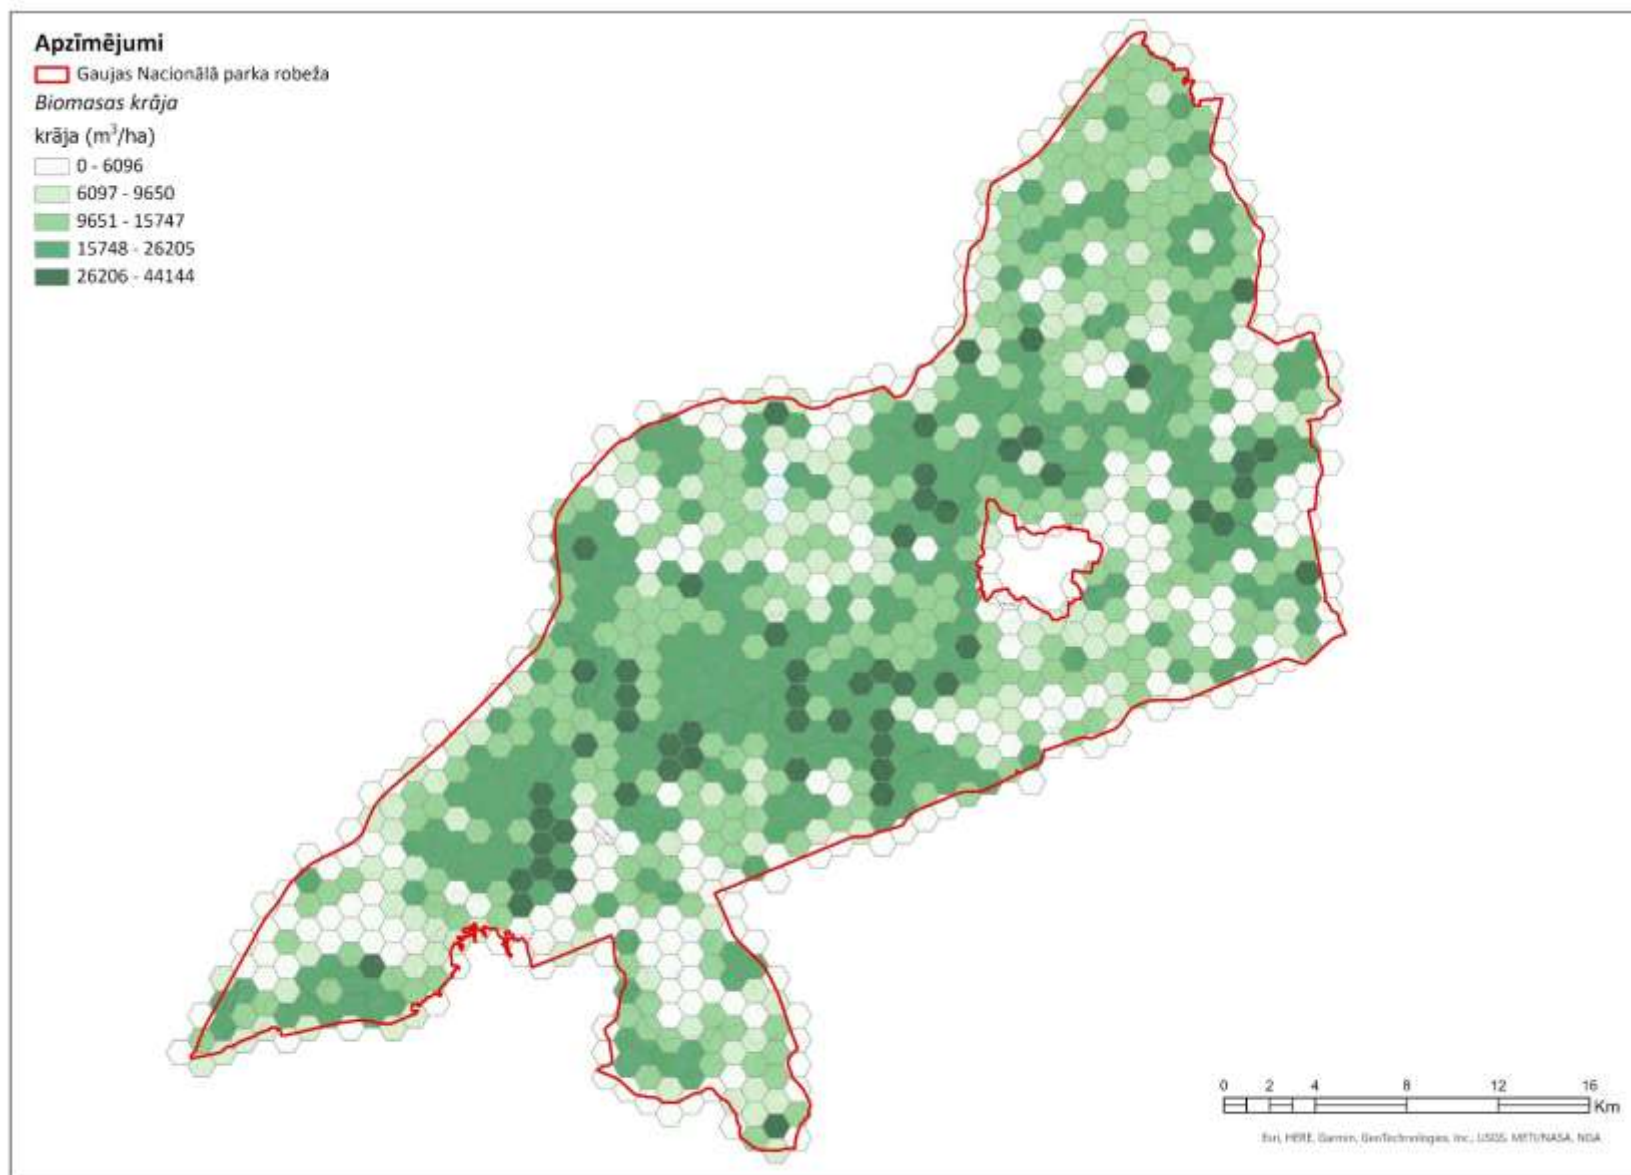 Apzīmējumi
Gaujas Nacionālā parka robeža
Biomasas krāja
krāja (m³/ha)
0 - 6096
6097 - 9650
9651 - 15747
15748 - 26205
26206 - 44144
0 2 4 8 12 16
Km
Esri, HERE, Garmin, GeoTechnologies, Inc., USGS, METI/NASA, NGA